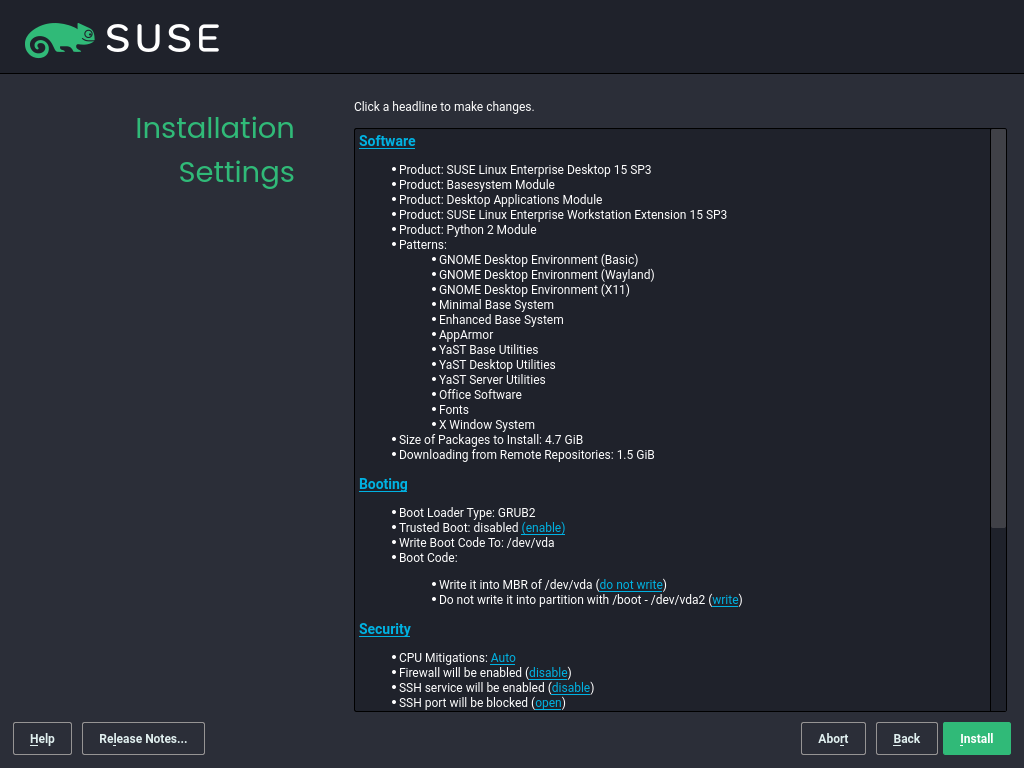 SUSE
Installation
Settings
Click a headline to make changes.
Software
• Product: SUSE Linux Enterprise Desktop 15 SP3
• Product: Basesystem Module
• Product: Desktop Applications Module
• Product: SUSE Linux Enterprise Workstation Extension 15 SP3
• Product: Python 2 Module
• Patterns:
• GNOME Desktop Environment (Basic)
• GNOME Desktop Environment (Wayland)
• GNOME Desktop Environment (X11)
• Minimal Base System
• Enhanced Base System
• AppArmor
• YaST Base Utilities
• YaST Desktop Utilities
• YaST Server Utilities
• Office Software
• Fonts
• X Window System
• Size of Packages to Install: 4.7 GiB
• Downloading from Remote Repositories: 1.5 GiB
Booting
• Boot Loader Type: GRUB2
• Trusted Boot: disabled (enable)
• Write Boot Code To: /dev/vda
• Boot Code:
• Write it into MBR of /dev/vda (do not write)
• Do not write it into partition with /boot - /dev/vda2 (write)
Security
• CPU Mitigations: Auto
• Firewall will be enabled (disable)
• SSH service will be enabled (disable)
• SSH port will be blocked (open)
Help
Release Notes...
Abort
Back
Install